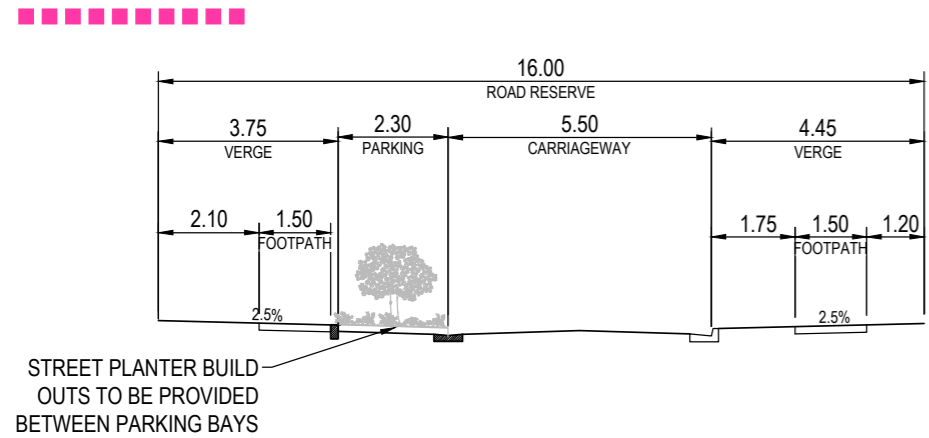 16.00
ROAD RESERVE
3.75 2.30 5.50 4.45
VERGE PARKING CARRIAGEWAY VERGE
2.10 1.50 1.75 1.50 1.20
FOOTPATH FOOTPATH
2.5% 2.5%
STREET PLANTER BUILD
OUTS TO BE PROVIDED
BETWEEN PARKING BAYS